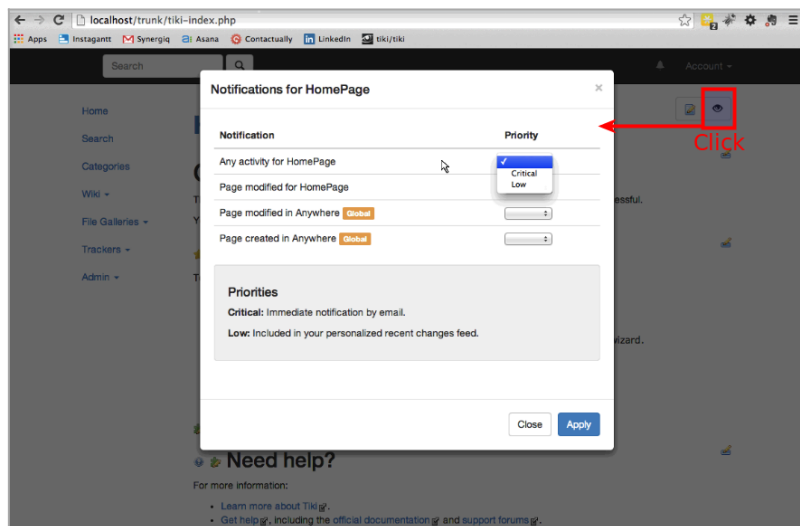 localhost/trunk/tiki-index.php
Apps Instagantt Synergiq Asana Contactually LinkedIn tiki/tiki
Search Account
Notifications for HomePage ×
Click
Home
Search
Categories
Wiki
File Galleries
Trackers
Admin
Notification Priority
Any activity for HomePage
Critical
Low
Page modified for HomePage
Page modified in Anywhere Global
Page created in Anywhere Global
Priorities
Critical: Immediate notification by email.
Low: Included in your personalized recent changes feed.
Close Apply
Need help?
For more information:
Learn more about Tiki.
Get help, including the official documentation and support forums.